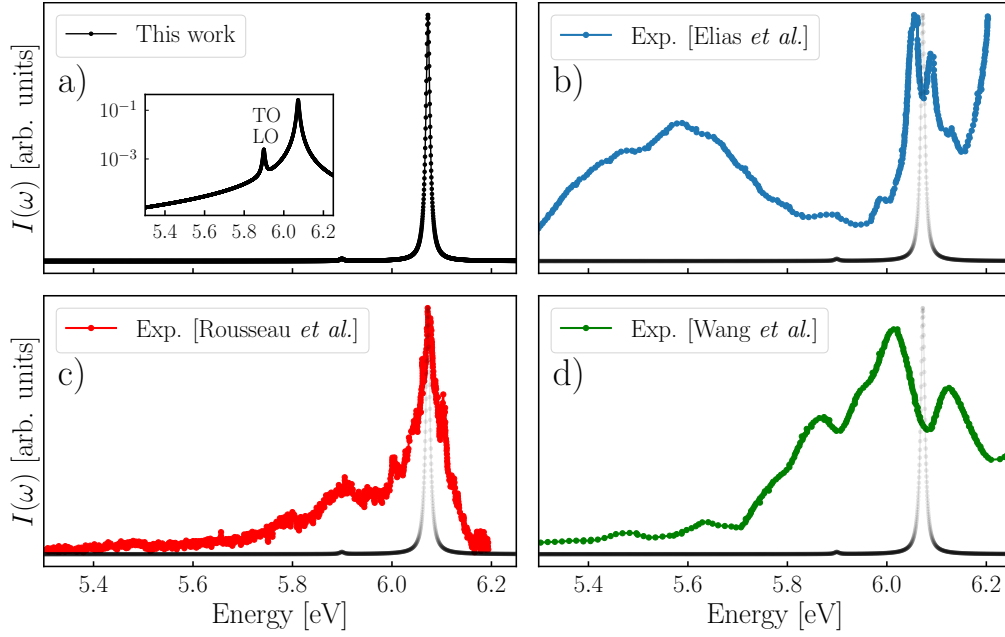 This work
a)
I(ω) [arb. units]
10⁻¹
10⁻³
TO
LO
5.4 5.6 5.8 6.0 6.2
Exp. [Elias et al.]
b)
Exp. [Rousseau et al.]
c)
I(ω) [arb. units]
5.4 5.6 5.8 6.0 6.2
Energy [eV]
Exp. [Wang et al.]
d)
5.4 5.6 5.8 6.0 6.2
Energy [eV]